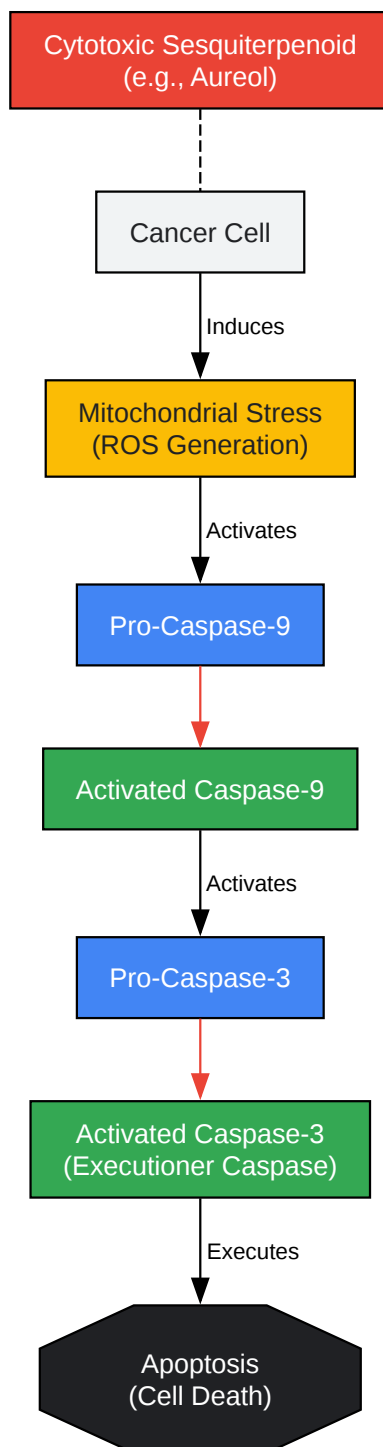 Cytotoxic Sesquiterpenoid
(e.g., Aureol)
Cancer Cell
Induces
Mitochondrial Stress
(ROS Generation)
Activates
Pro-Caspase-9
Activated Caspase-9
Activates
Pro-Caspase-3
Activated Caspase-3
(Executioner Caspase)
Executes
Apoptosis
(Cell Death)